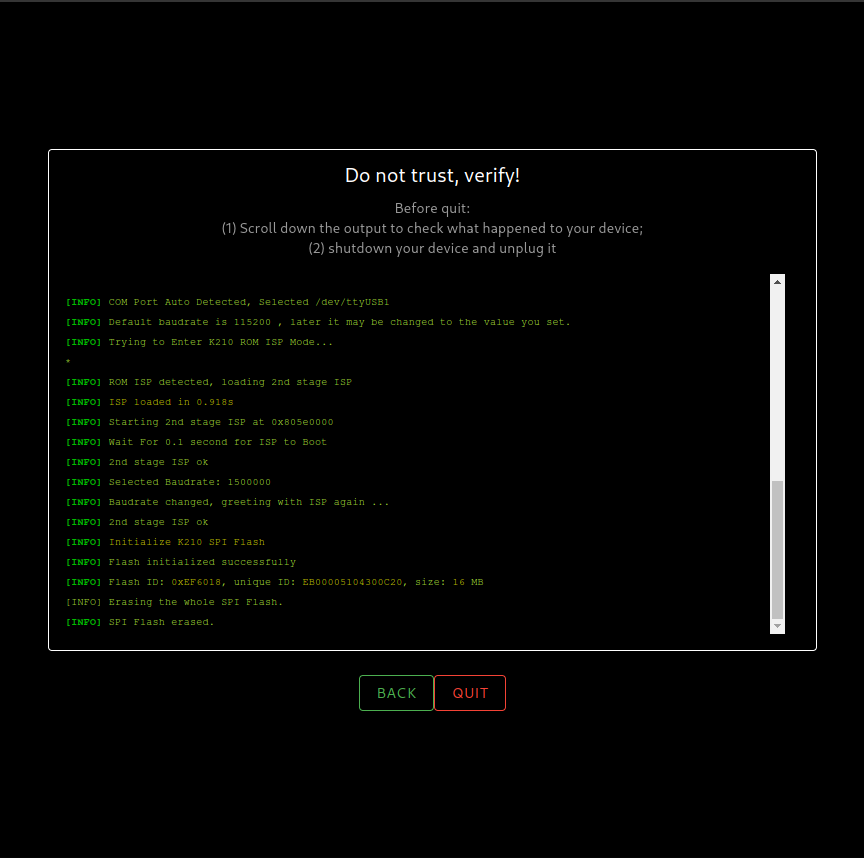 Do not trust, verify!
Before quit:
(1) Scroll down the output to check what happened to your device;
(2) shutdown your device and unplug it
[INFO] COM Port Auto Detected, Selected /dev/ttyUSB1
[INFO] Default baudrate is 115200 , later it may be changed to the value you set.
[INFO] Trying to Enter K210 ROM ISP Mode...
*
[INFO] ROM ISP detected, loading 2nd stage ISP
[INFO] ISP loaded in 0.918s
[INFO] Starting 2nd stage ISP at 0x805e0000
[INFO] Wait For 0.1 second for ISP to Boot
[INFO] 2nd stage ISP ok
[INFO] Selected Baudrate: 1500000
[INFO] Baudrate changed, greeting with ISP again ...
[INFO] 2nd stage ISP ok
[INFO] Initialize K210 SPI Flash
[INFO] Flash initialized successfully
[INFO] Flash ID: 0xEF6018, unique ID: EB00005104300C20, size: 16 MB
[INFO] Erasing the whole SPI Flash.
[INFO] SPI Flash erased.
BACK QUIT